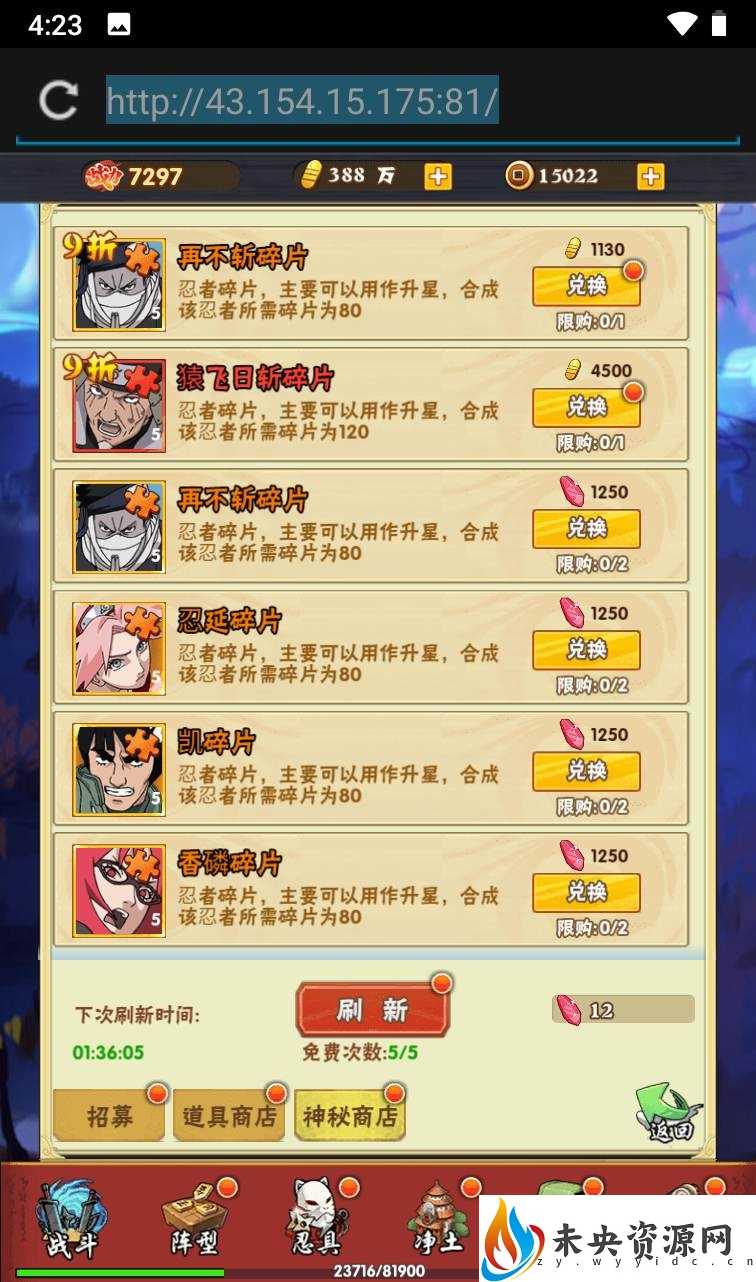 4:23
http://43.154.15.175:81/
战力 7297
388 万
15022
9折
再不斩碎片
忍者碎片，主要可以用作升星，合成
该忍者所需碎片为80
5
1130
兑换
限购:0/1
9折
猿飞日斩碎片
忍者碎片，主要可以用作升星，合成
该忍者所需碎片为120
5
4500
兑换
限购:0/1
再不斩碎片
忍者碎片，主要可以用作升星，合成
该忍者所需碎片为80
5
1250
兑换
限购:0/2
忍延碎片
忍者碎片，主要可以用作升星，合成
该忍者所需碎片为80
5
1250
兑换
限购:0/2
凯碎片
忍者碎片，主要可以用作升星，合成
该忍者所需碎片为80
5
1250
兑换
限购:0/2
香磷碎片
忍者碎片，主要可以用作升星，合成
该忍者所需碎片为80
5
1250
兑换
限购:0/2
下次刷新时间:
01:36:05
刷 新
免费次数:5/5
12
招募
道具商店
神秘商店
返回
战斗
阵型
忍具
净土
23716/81900
未央资源网
zy.wyyidc.cn